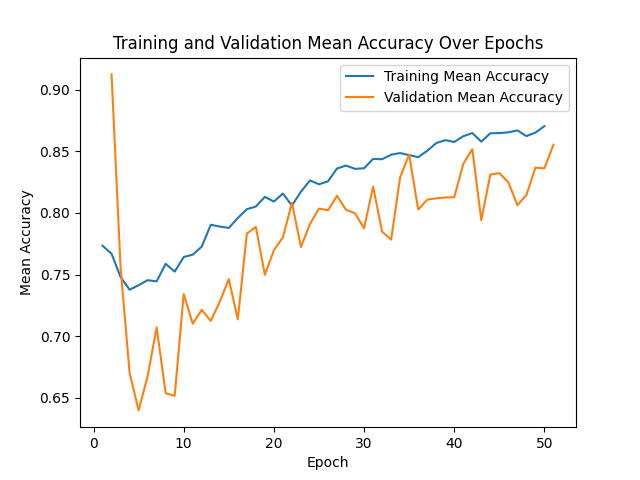 Training and Validation Mean Accuracy Over Epochs
Training Mean Accuracy
Validation Mean Accuracy
0.90
0.85
0.80
0.75
0.70
0.65
Mean Accuracy
0 10 20 30 40 50
Epoch